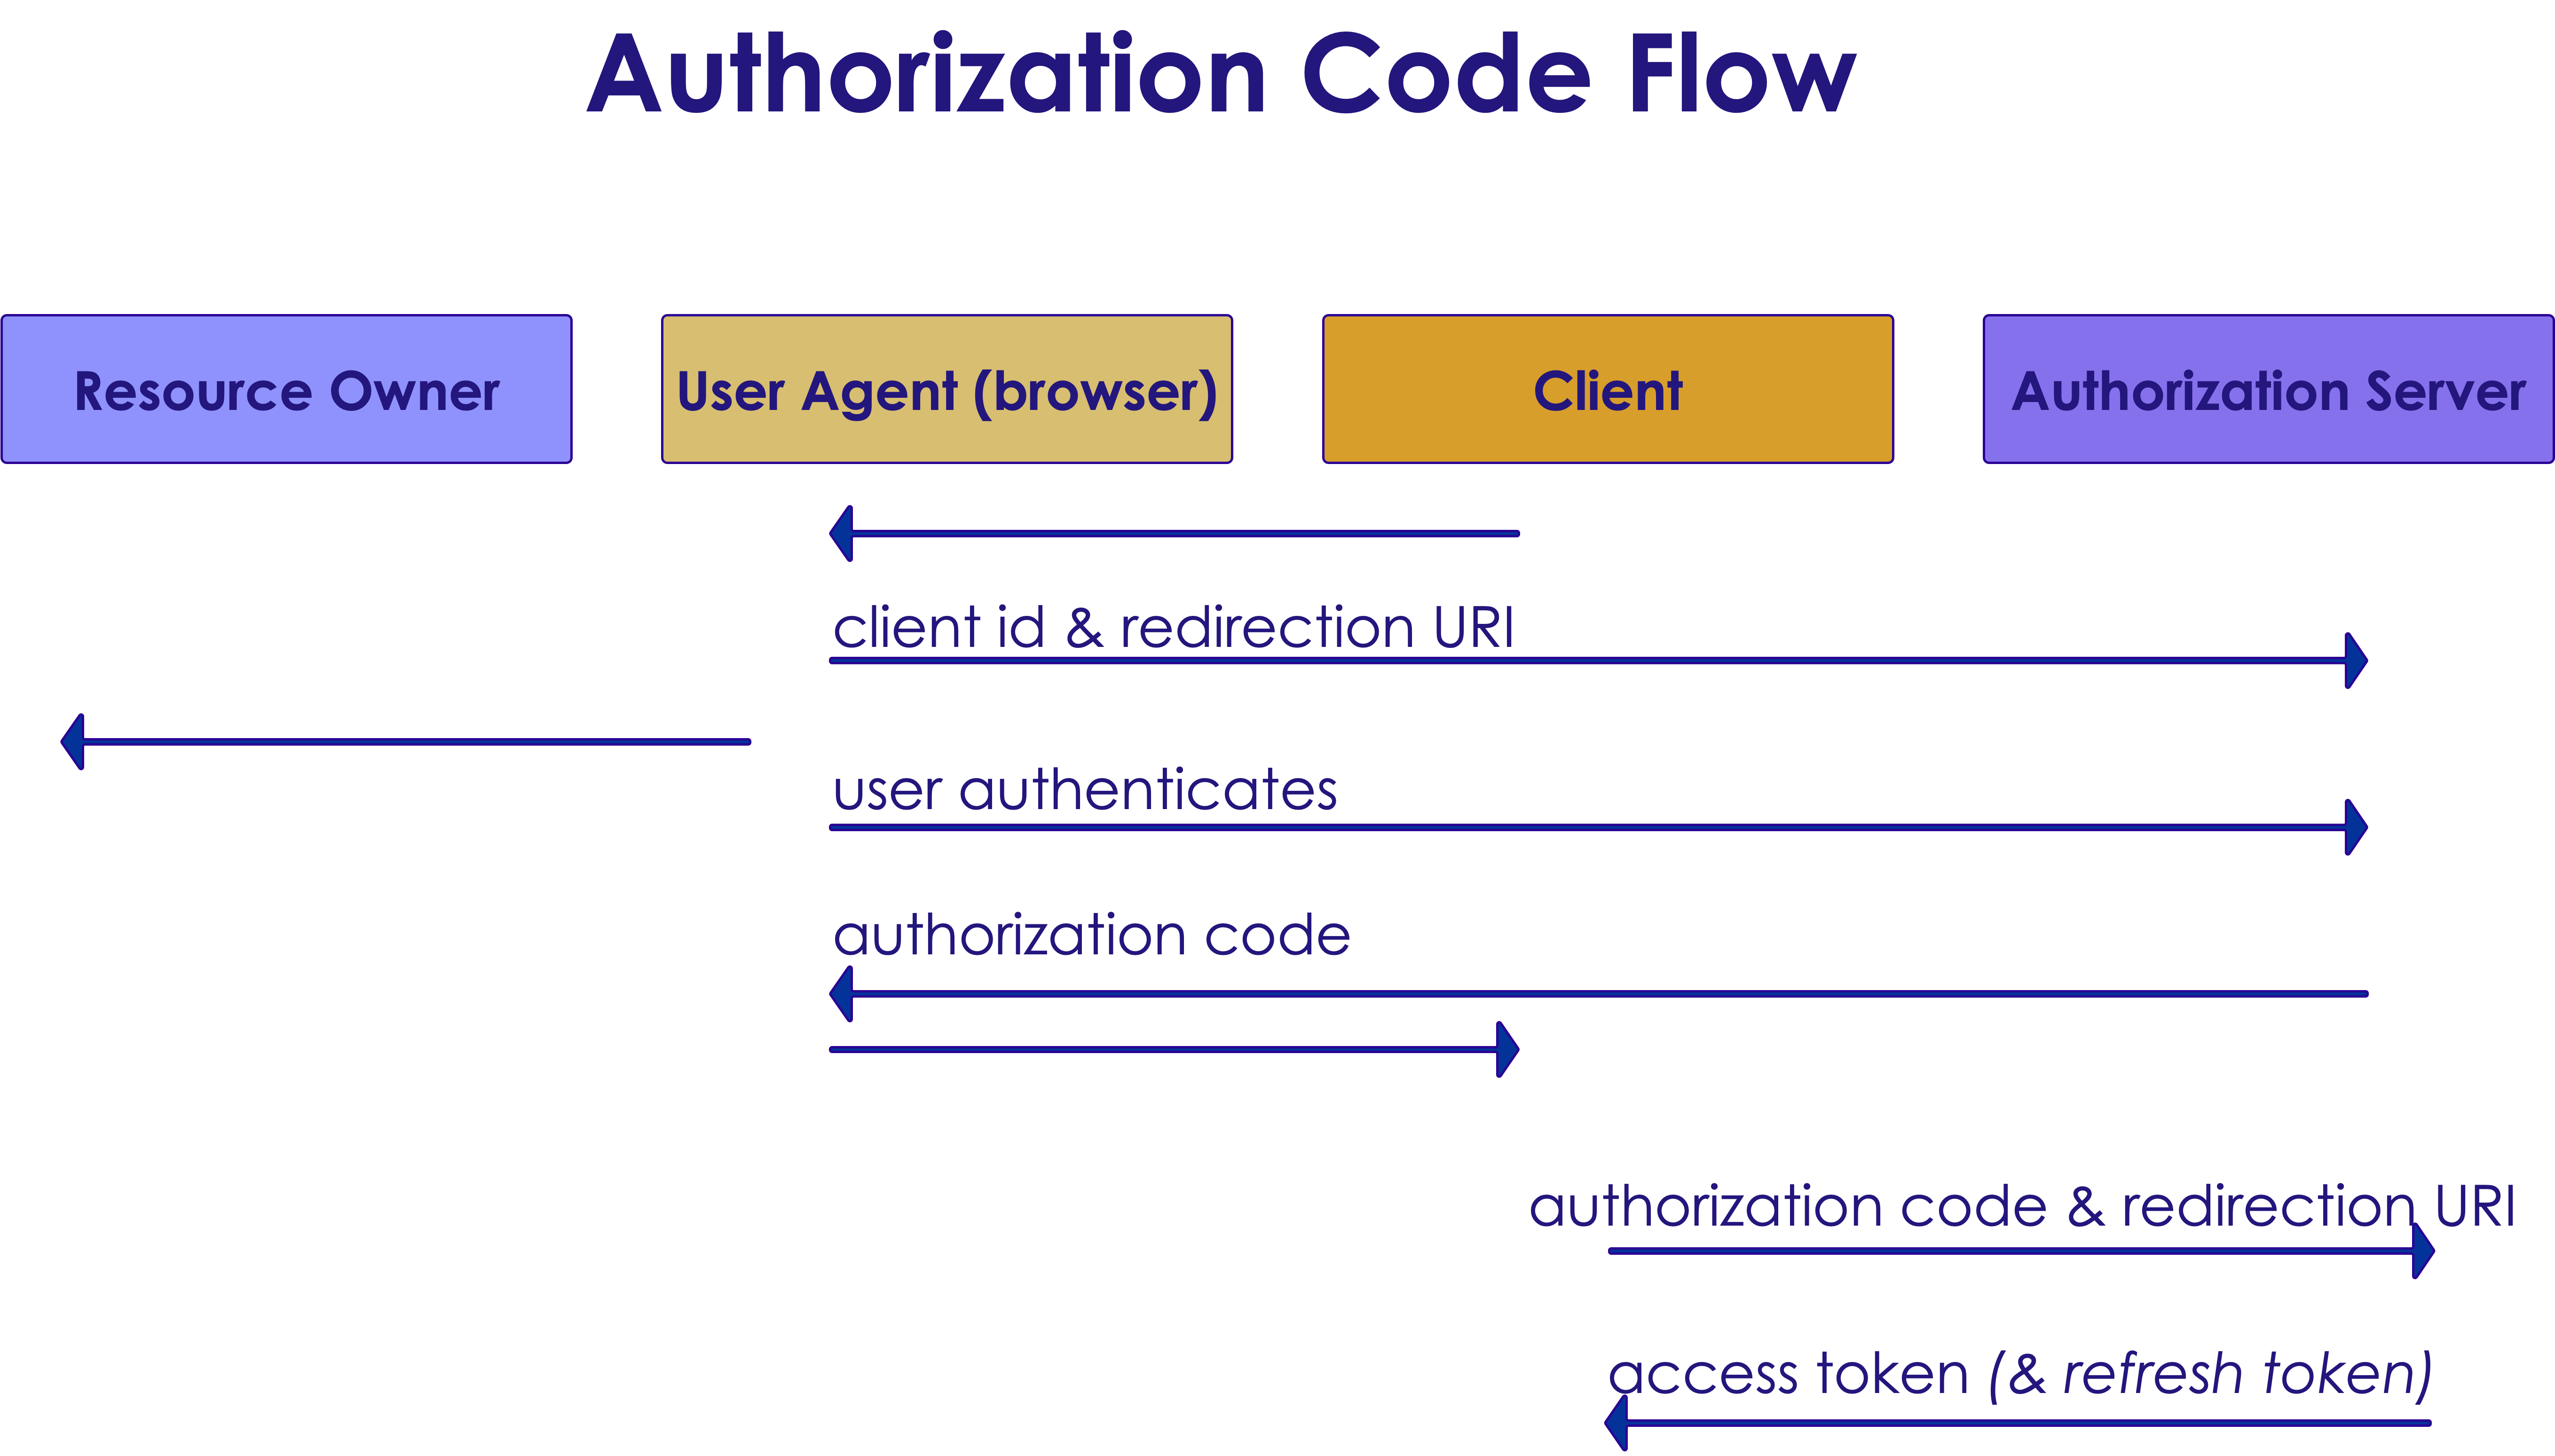 Authorization Code Flow
Resource Owner
User Agent (browser)
Client
Authorization Server
client id & redirection URI
user authenticates
authorization code
authorization code & redirection URI
access token (& refresh token)